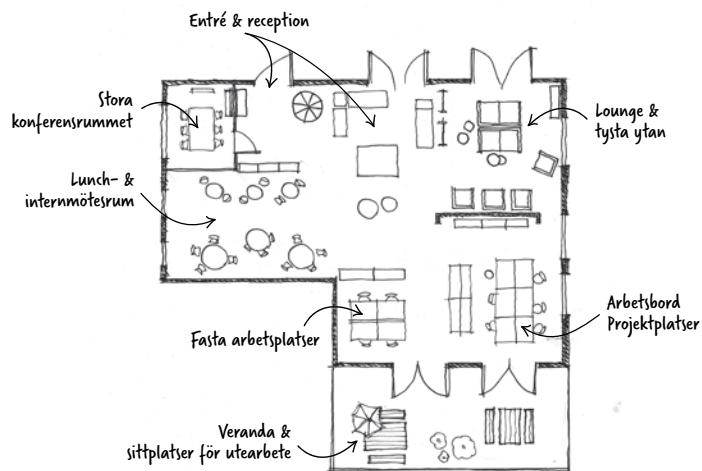 Entré & reception
Stora
konferensrummet
Lounge &
tysta ytan
Lunch- &
internmötesrum
Fasta arbetsplatser
Arbetsbord
Projektplatser
Veranda &
sittplatser för utearbete